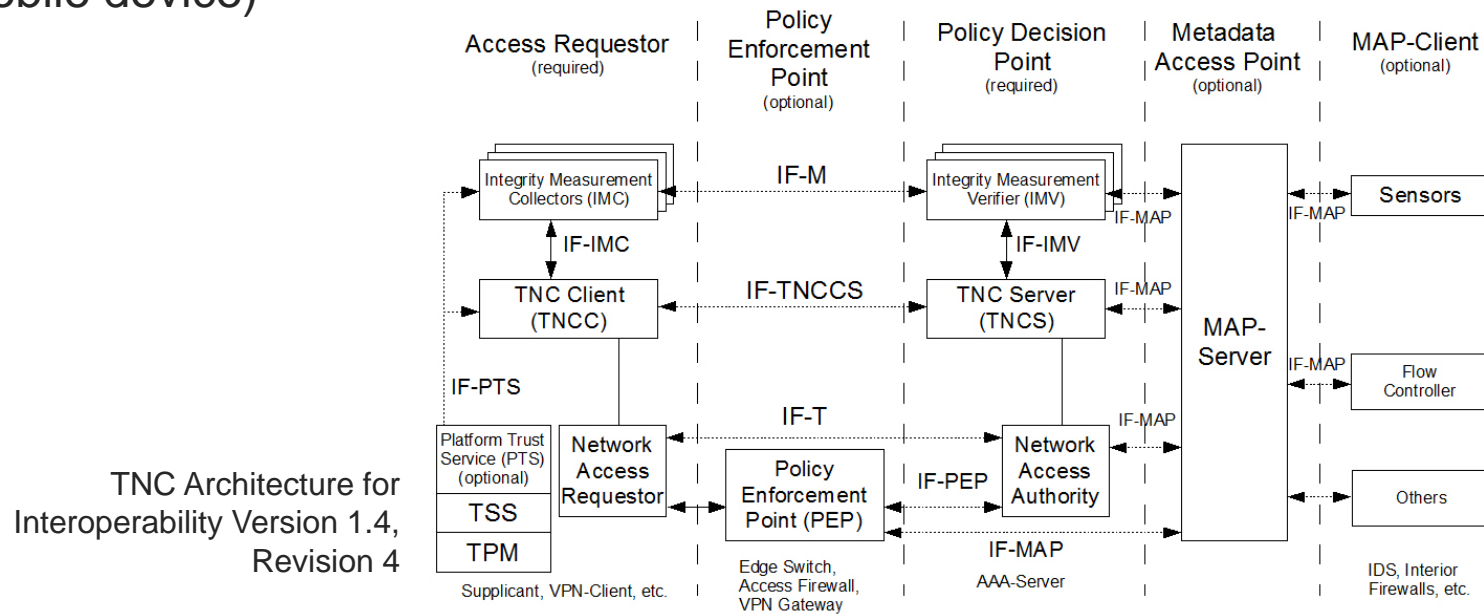 Access Requestor
(required)
Policy
Enforcement
Point
(optional)
Policy Decision
Point
(required)
Metadata
Access Point
(optional)
MAP-Client
(optional)
Integrity Measurement
Collectors (IMC)
IF-M
Integrity Measurement
Verifier (IMV)
IF-MAP
IF-MAP
Sensors
IF-IMC
IF-IMV
TNC Client
(TNCC)
IF-TNCCS
TNC Server
(TNCS)
IF-MAP
MAP-
Server
IF-MAP
Flow
Controller
IF-PTS
IF-T
IF-MAP
Platform Trust
Service (PTS)
(optional)
TSS
TPM
Network
Access
Requestor
Policy
Enforcement
Point (PEP)
IF-PEP
Network
Access
Authority
Others
IF-MAP
TNC Architecture for
Interoperability Version 1.4,
Revision 4
Supplicant, VPN-Client, etc.
Edge Switch,
Access Firewall,
VPN Gateway
AAA-Server
IDS, Interior
Firewalls, etc.